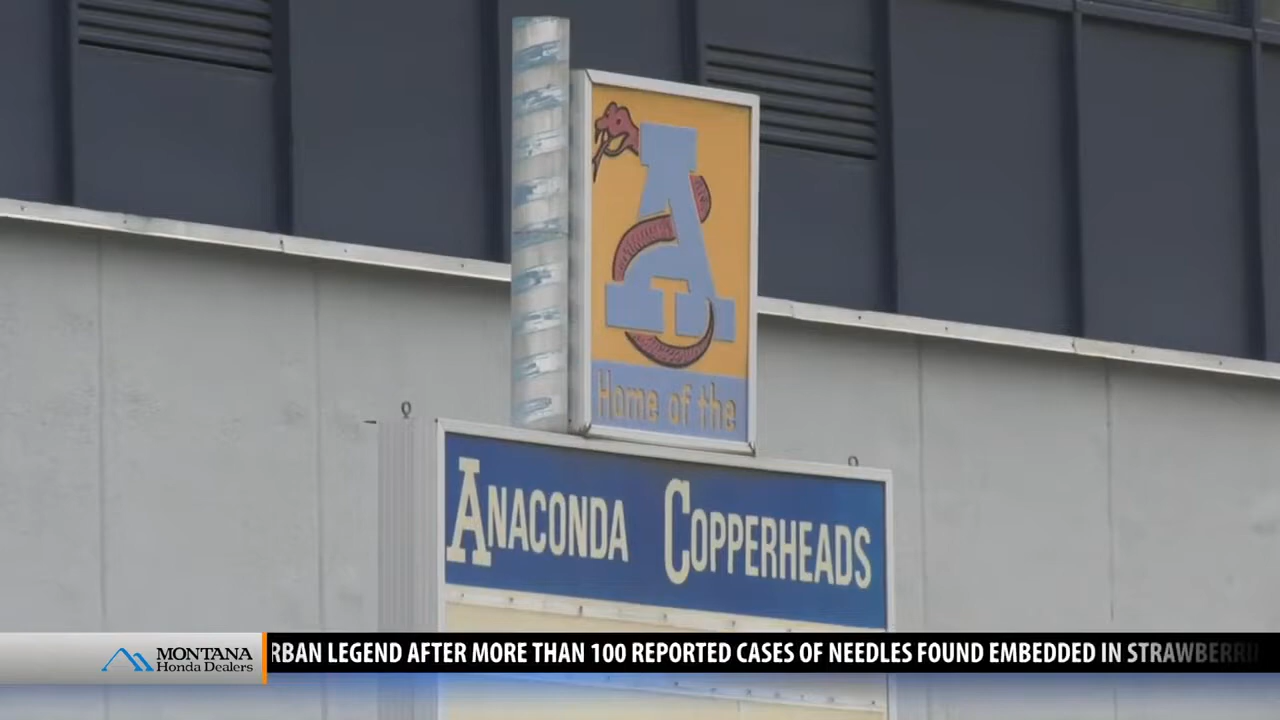 A
Home of the
ANACONDA COPPERHEADS
MONTANA
Honda Dealers
RBAN LEGEND AFTER MORE THAN 100 REPORTED CASES OF NEEDLES FOUND EMBEDDED IN STRAWBERRI